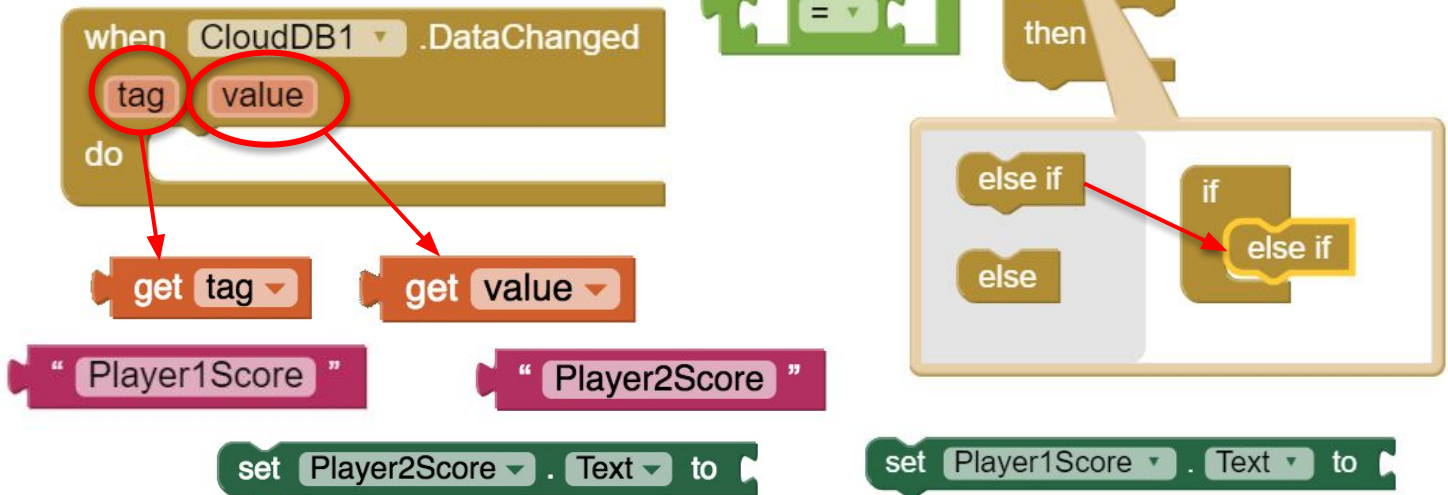 when CloudDB1 .DataChanged
tag value
do
=
then
else if
else
if
else if
get tag
get value
“ Player1Score ”
“ Player2Score ”
set Player2Score . Text to
set Player1Score . Text to